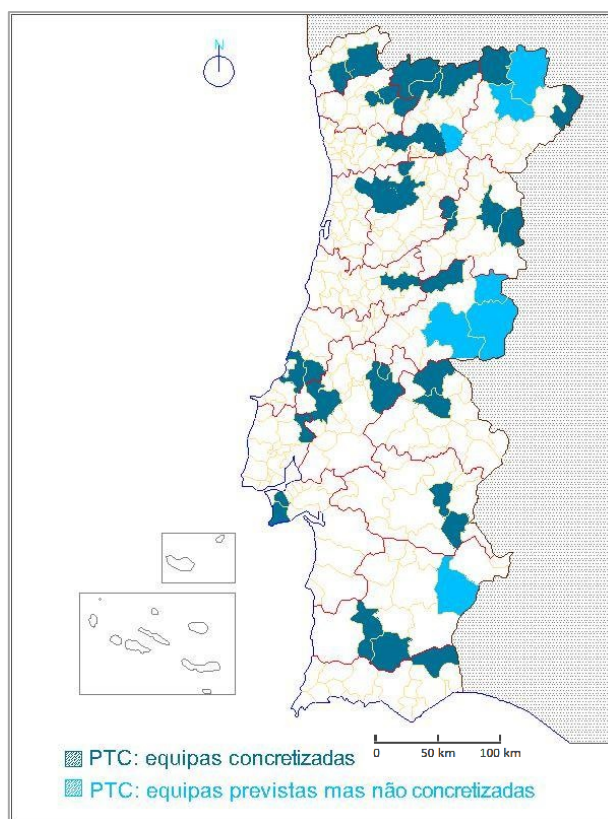 N
0 50 km 100 km
PTC: equipas concretizadas
PTC: equipas previstas mas não concretizadas